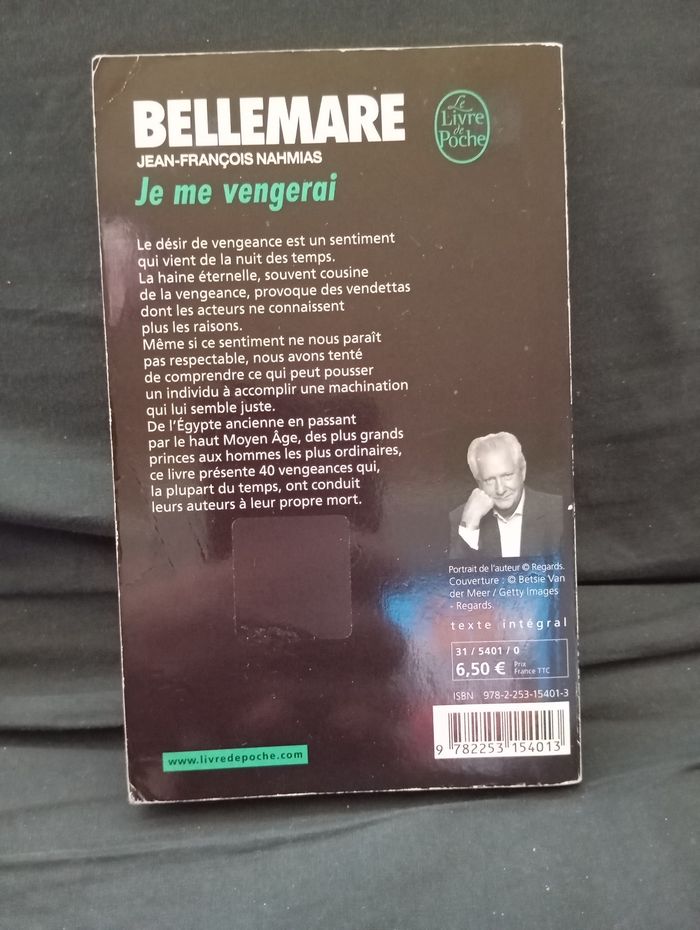 BELLEMARE
JEAN-FRANÇOIS NAHMIAS
Je me vengerai
Le
Livre
de
Poche
Le désir de vengeance est un sentiment
qui vient de la nuit des temps.
La haine éternelle, souvent cousine
de la vengeance, provoque des vendettas
dont les acteurs ne connaissent
plus les raisons.
Même si ce sentiment ne nous paraît
pas respectable, nous avons tenté
de comprendre ce qui peut pousser
un individu à accomplir une machination
qui lui semble juste.
De l'Égypte ancienne en passant
par le haut Moyen Âge, des plus grands
princes aux hommes les plus ordinaires,
ce livre présente 40 vengeances qui,
la plupart du temps, ont conduit
leurs auteurs à leur propre mort.
Portrait de l'auteur © Regards.
Couverture : © Betsie Van
der Meer / Getty Images
- Regards.
texte intégral
31 / 5401 / 0
6,50 € Prix
France TTC
ISBN 978-2-253-15401-3
9 782253 154013
www.livredepoche.com